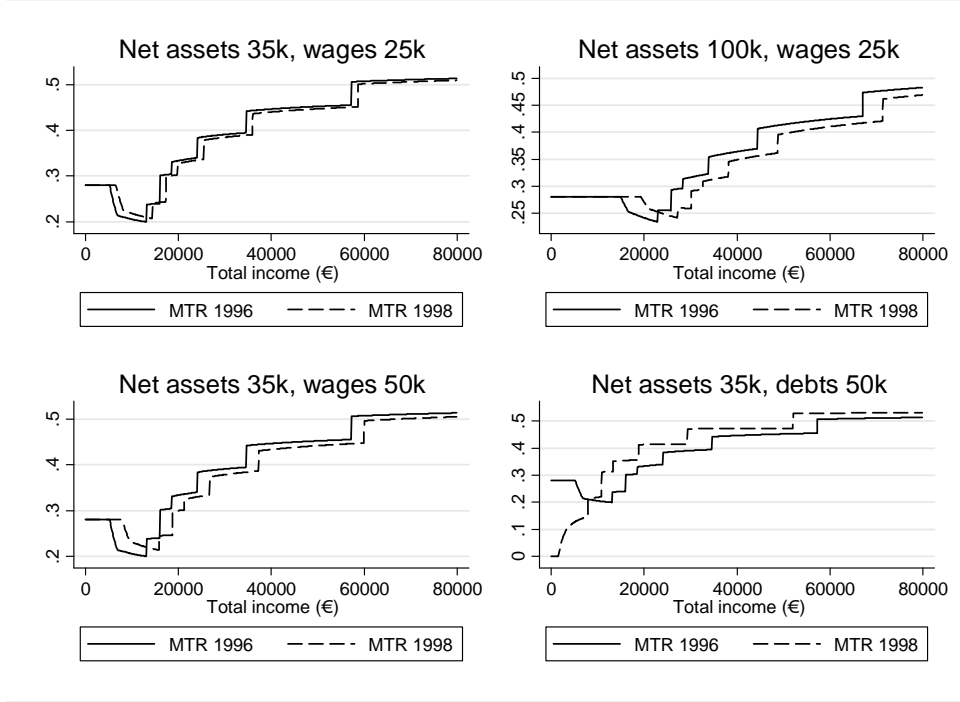 Net assets 35k, wages 25k
.2 .3 .4 .5
0 20000 40000 60000 80000
Total income (€)
MTR 1996 MTR 1998
Net assets 100k, wages 25k
.25 .3 .35 .4 .45 .5
0 20000 40000 60000 80000
Total income (€)
MTR 1996 MTR 1998
Net assets 35k, wages 50k
.2 .3 .4 .5
0 20000 40000 60000 80000
Total income (€)
MTR 1996 MTR 1998
Net assets 35k, debts 50k
0 .1 .2 .3 .4 .5
0 20000 40000 60000 80000
Total income (€)
MTR 1996 MTR 1998